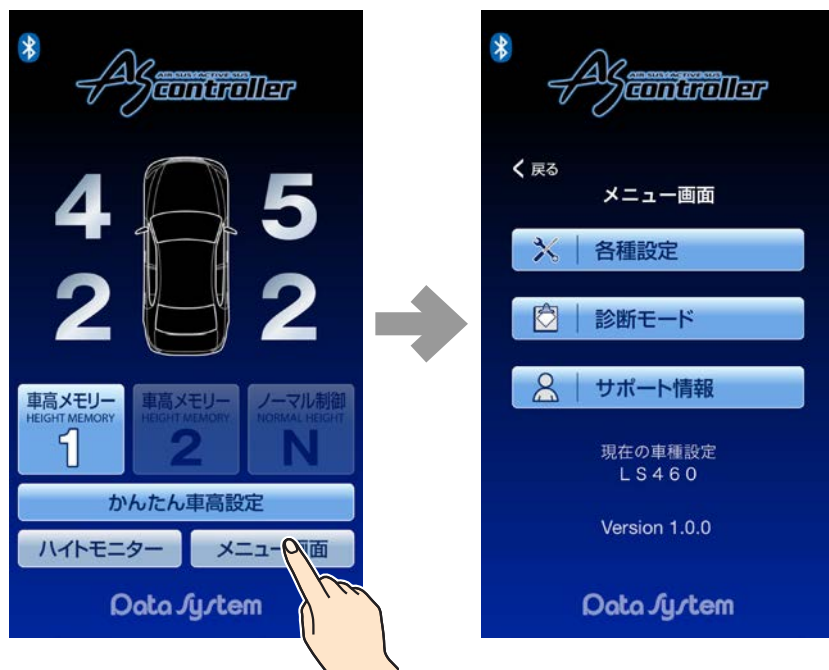 AIR SUS/ACTIVE SUS
AS controller
4 5
2 2
車高メモリー
HEIGHT MEMORY
1
車高メモリー
HEIGHT MEMORY
2
ノーマル制御
NORMAL HEIGHT
N
かんたん車高設定
ハイトモニター
メニュー画面
Data System
AIR SUS/ACTIVE SUS
AS controller
戻る
メニュー画面
各種設定
診断モード
サポート情報
現在の車種設定
LS460
Version 1.0.0
Data System